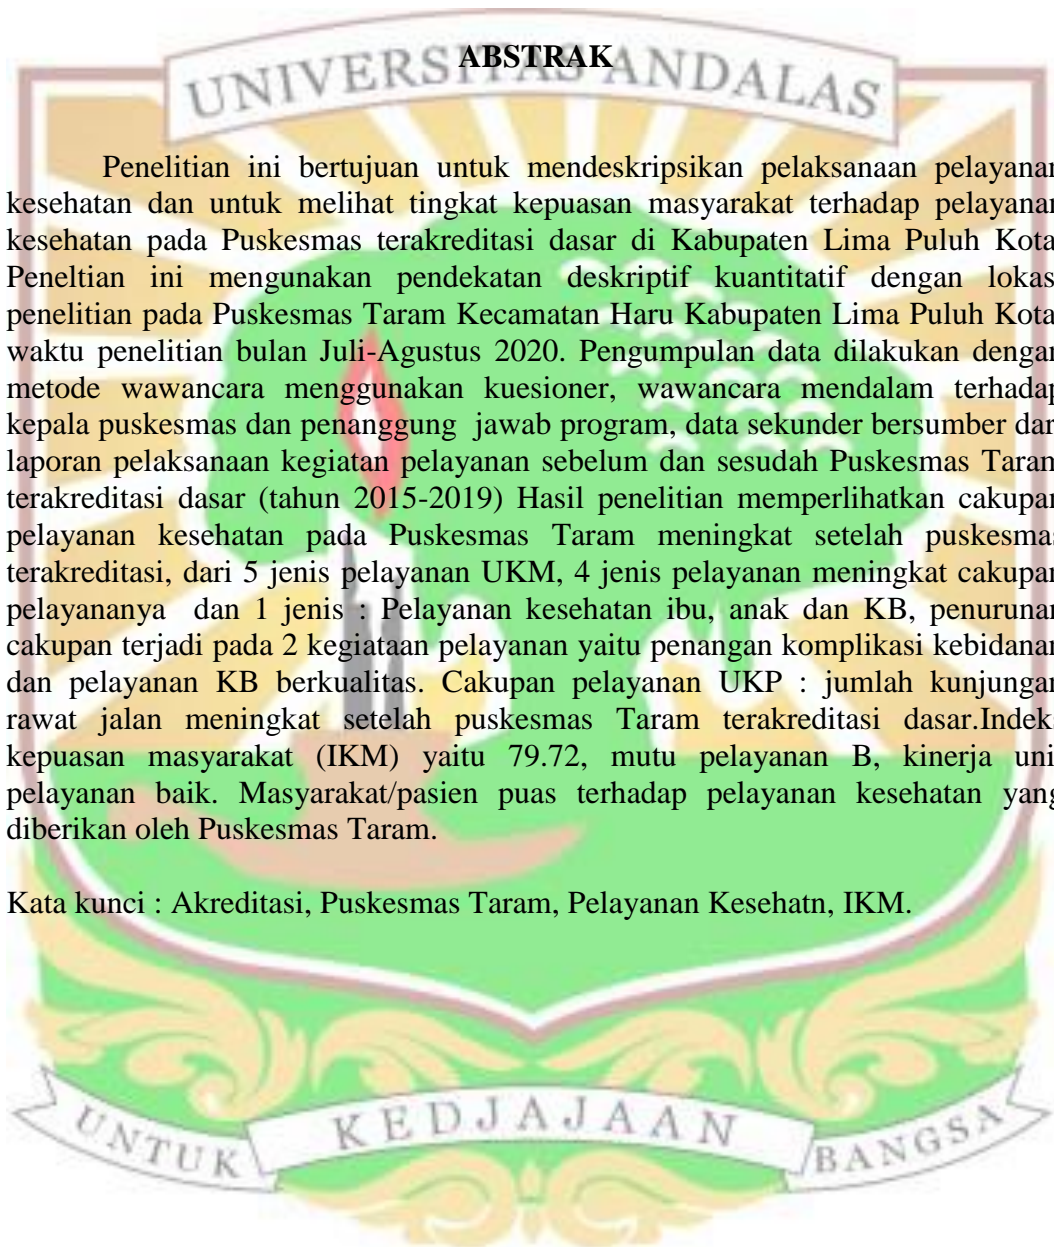 UNIVERSITAS ANDALAS
ABSTRAK
Penelitian ini bertujuan untuk mendeskripsikan pelaksanaan pelayanan
kesehatan dan untuk melihat tingkat kepuasan masyarakat terhadap pelayanan
kesehatan pada Puskesmas terakreditasi dasar di Kabupaten Lima Puluh Kota
Peneltian ini mengunakan pendekatan deskriptif kuantitatif dengan lokas
penelitian pada Puskesmas Taram Kecamatan Haru Kabupaten Lima Puluh Kota
waktu penelitian bulan Juli-Agustus 2020. Pengumpulan data dilakukan dengan
metode wawancara menggunakan kuesioner, wawancara mendalam terhadap
kepala puskesmas dan penanggung jawab program, data sekunder bersumber dar
laporan pelaksanaan kegiatan pelayanan sebelum dan sesudah Puskesmas Taram
terakreditasi dasar (tahun 2015-2019) Hasil penelitian memperlihatkan cakupan
pelayanan kesehatan pada Puskesmas Taram meningkat setelah puskesmas
terakreditasi, dari 5 jenis pelayanan UKM, 4 jenis pelayanan meningkat cakupan
pelayananya dan 1 jenis : Pelayanan kesehatan ibu, anak dan KB, penurunan
cakupan terjadi pada 2 kegiataan pelayanan yaitu penangan komplikasi kebidanan
dan pelayanan KB berkualitas. Cakupan pelayanan UKP : jumlah kunjungan
rawat jalan meningkat setelah puskesmas Taram terakreditasi dasar.Indeks
kepuasan masyarakat (IKM) yaitu 79.72, mutu pelayanan B, kinerja uni
pelayanan baik. Masyarakat/pasien puas terhadap pelayanan kesehatan yang
diberikan oleh Puskesmas Taram.
Kata kunci : Akreditasi, Puskesmas Taram, Pelayanan Kesehatn, IKM.
UNTUK KEDJAJAAN BANGSA